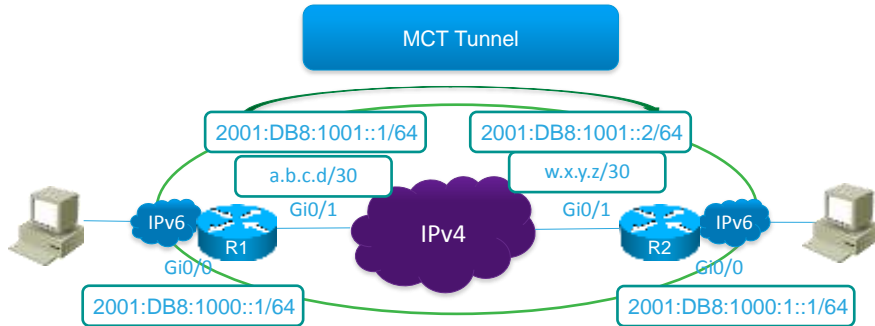 MCT Tunnel
2001:DB8:1001::1/64
2001:DB8:1001::2/64
a.b.c.d/30
w.x.y.z/30
Gi0/1
Gi0/1
IPv6
R1
IPv4
R2
IPv6
Gi0/0
Gi0/0
2001:DB8:1000::1/64
2001:DB8:1000:1::1/64